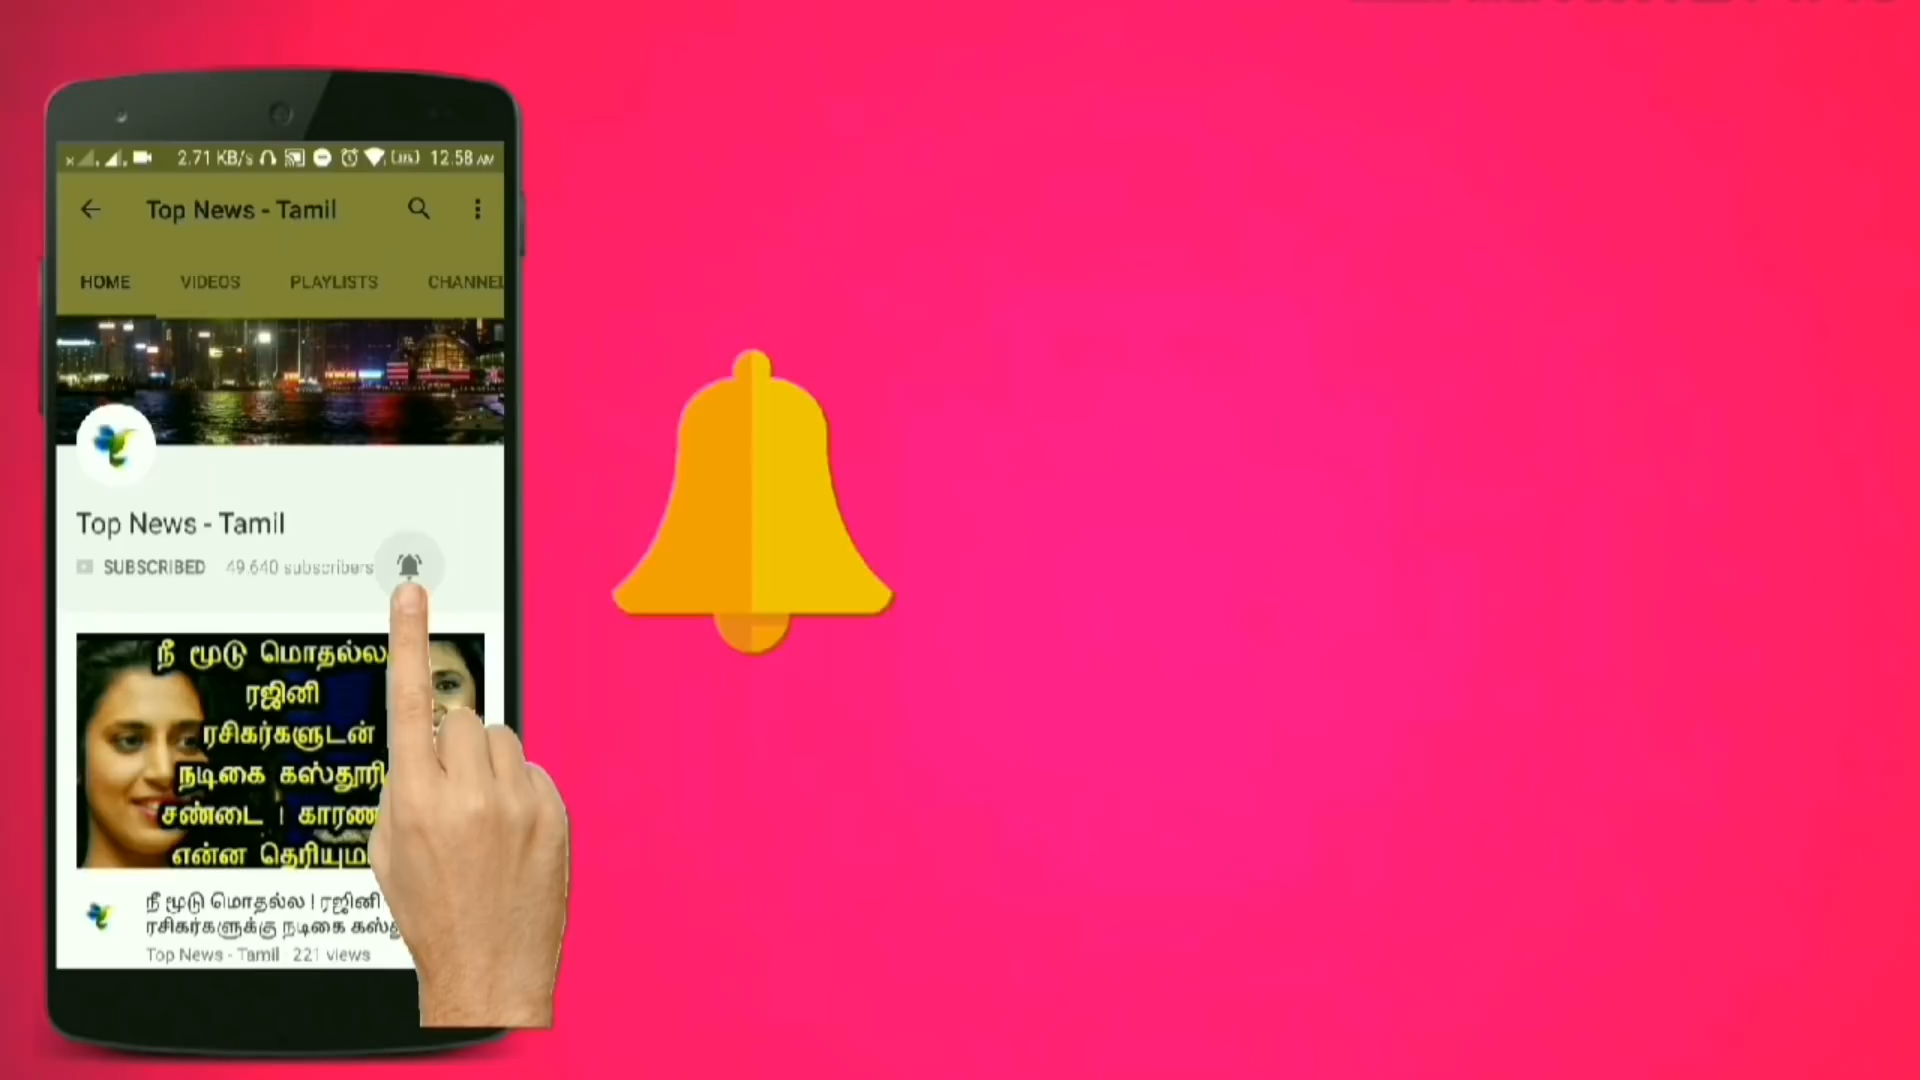 2.71 KB/s 12.58 AM
Top News - Tamil
HOME VIDEOS PLAYLISTS CHANNEL
Top News - Tamil
SUBSCRIBED 49,640 subscribers
நீ மூடு மொதல்ல
ரஜினி
ரசிகர்களுடன்
நடிகை கஸ்தூரி
சண்டை ! காரண
என்ன தெரியும
நீ மூடு மொதல்ல ! ரஜினி
ரசிகர்களுக்கு நடிகை கஸ்தூ
Top News - Tamil 221 views